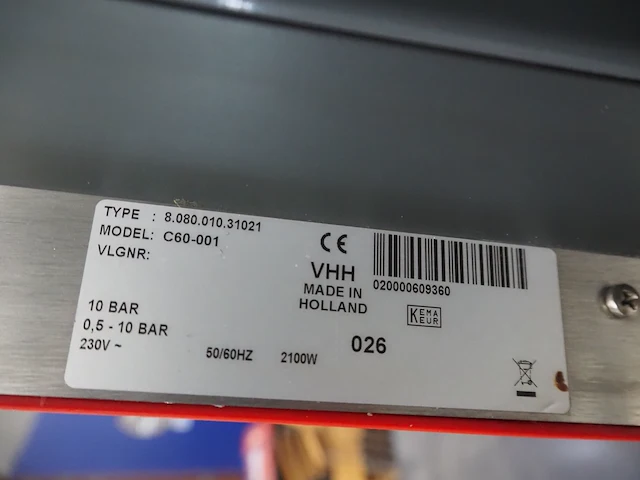 TYPE : 8.080.010.31021
MODEL: C60-001
VLGNR:
CE
VHH
MADE IN
HOLLAND
020000609360
KEMA
EUR
10 BAR
0,5 - 10 BAR
230V ~
50/60HZ 2100W
026